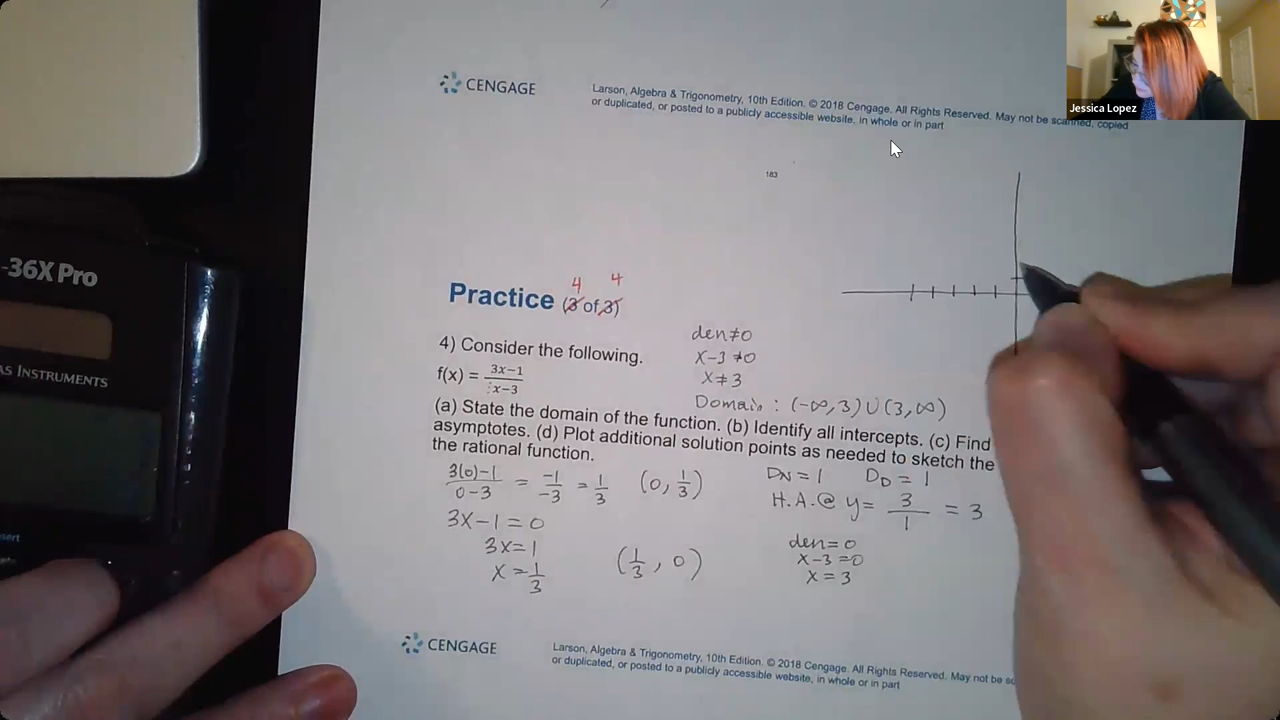 Jessica Lopez
CENGAGE
Larson, Algebra & Trigonometry, 10th Edition. © 2018 Cengage. All Rights Reserved. May not be scanned, copied
or duplicated, or posted to a publicly accessible website, in whole or in part
183
-36X Pro
INSTRUMENTS
4 4
Practice (3 of 3)
4) Consider the following.
f(x) = 3x-1
x-3
den≠0
x-3≠0
x≠3
Domain : (-∞,3)∪(3,∞)
(a) State the domain of the function. (b) Identify all intercepts. (c) Find
asymptotes. (d) Plot additional solution points as needed to sketch the
the rational function.
3(0)-1 / 0-3 = -1/-3 = 1/3 (0, 1/3)
3x-1=0
3x=1
x=1/3
(1/3, 0)
DN=1 DD=1
H.A.@ y= 3/1 = 3
den=0
x-3=0
x=3
CENGAGE
Larson, Algebra & Trigonometry, 10th Edition. © 2018 Cengage. All Rights Reserved. May not be
or duplicated, or posted to a publicly accessible website, in whole or in part